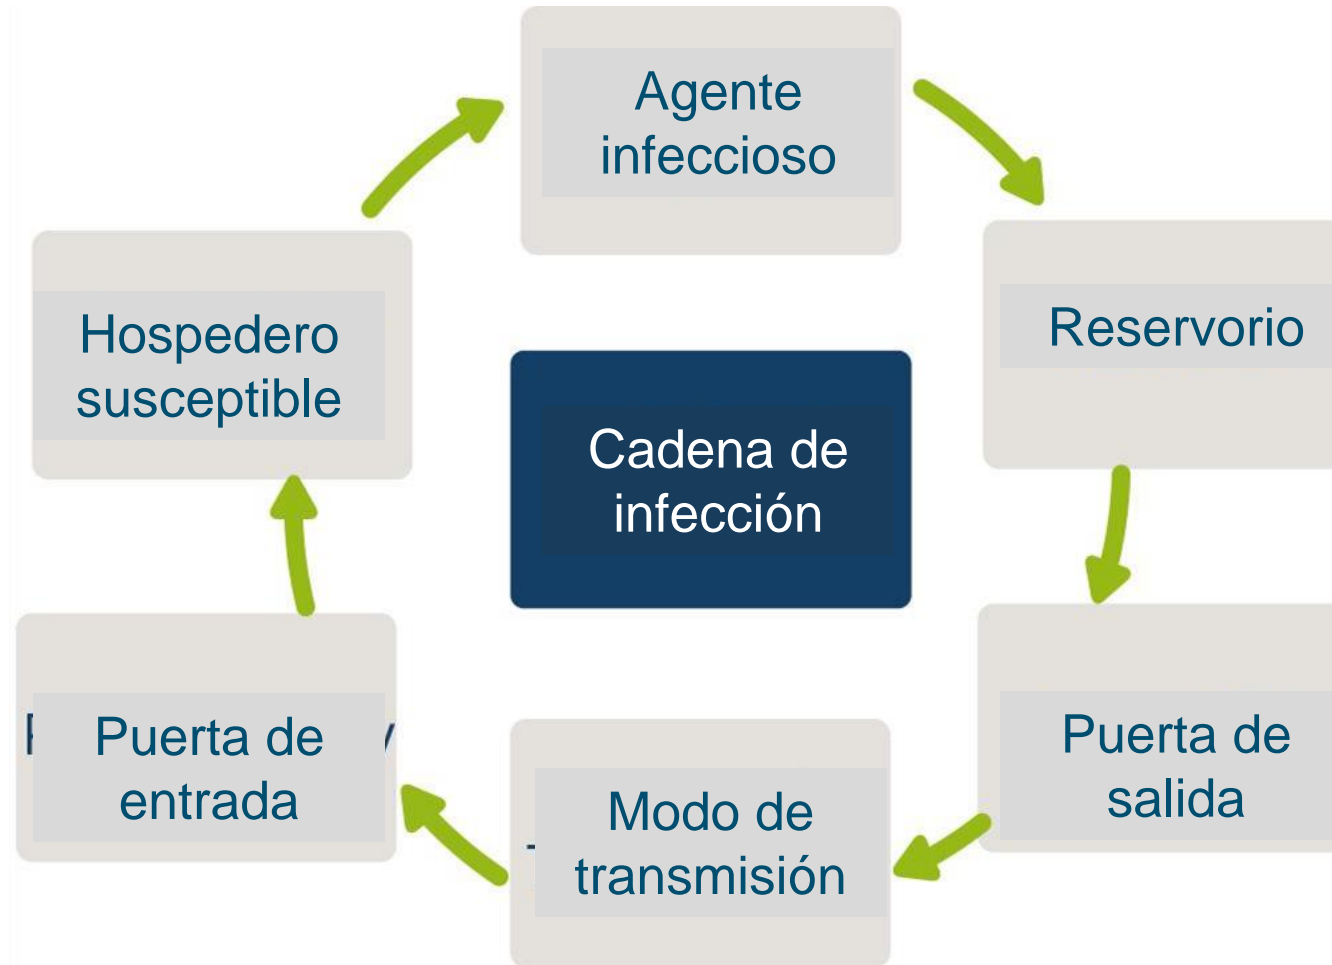 Agente
infeccioso
Reservorio
Hospedero
susceptible
Cadena de
infección
Puerta de
salida
Puerta de
entrada
Modo de
transmisión